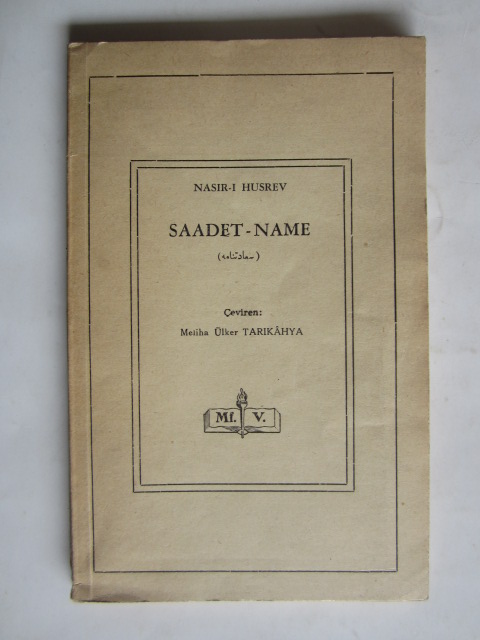 NASIR-I HUSREV
SAADET-NAME
(سعادتنامه)
Çeviren:
Meliha Ülker TARIKÂHYA
Mf. V.